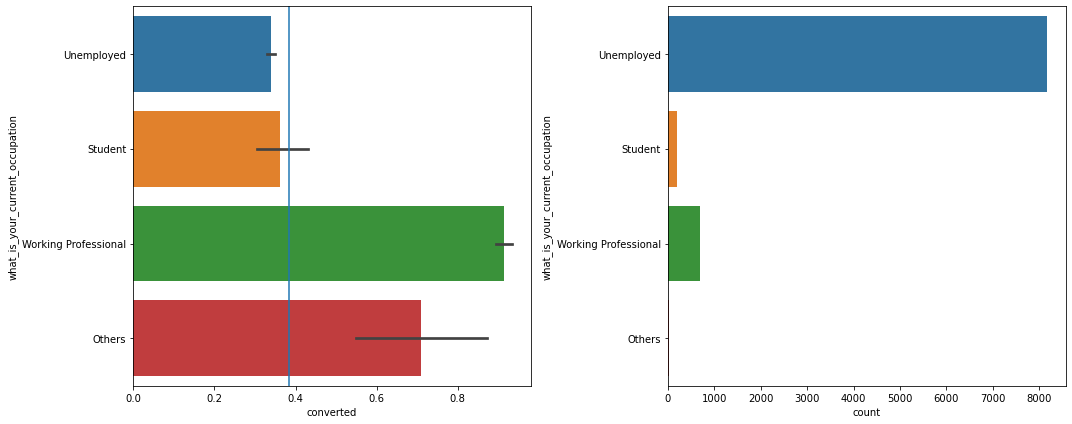 what_is_your_current_occupation
Unemployed
Student
Working Professional
Others
0.0 0.2 0.4 0.6 0.8
converted
what_is_your_current_occupation
Unemployed
Student
Working Professional
Others
0 1000 2000 3000 4000 5000 6000 7000 8000
count